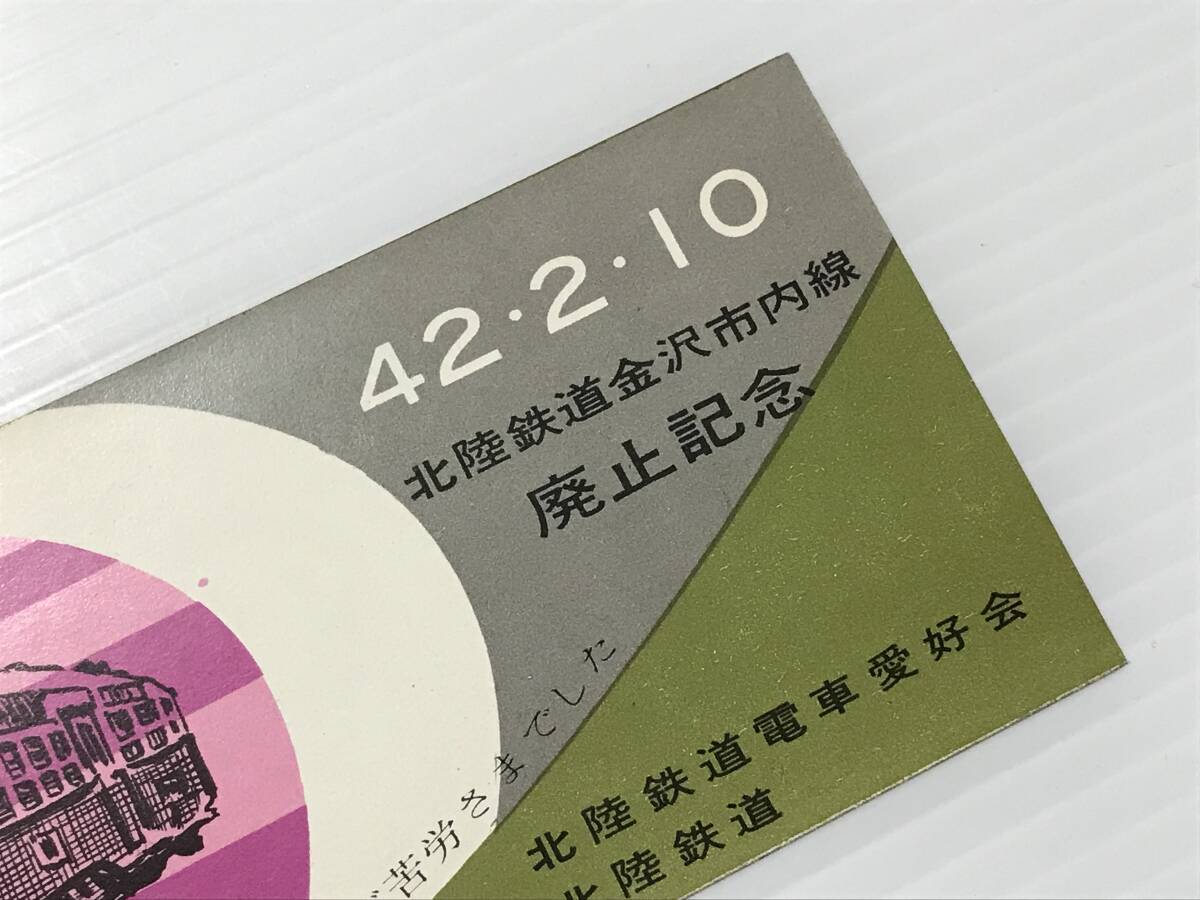 42・2・10
北陸鉄道金沢市内線
廃止記念
ご苦労さまでした
北陸鉄道電車愛好会
北陸鉄道